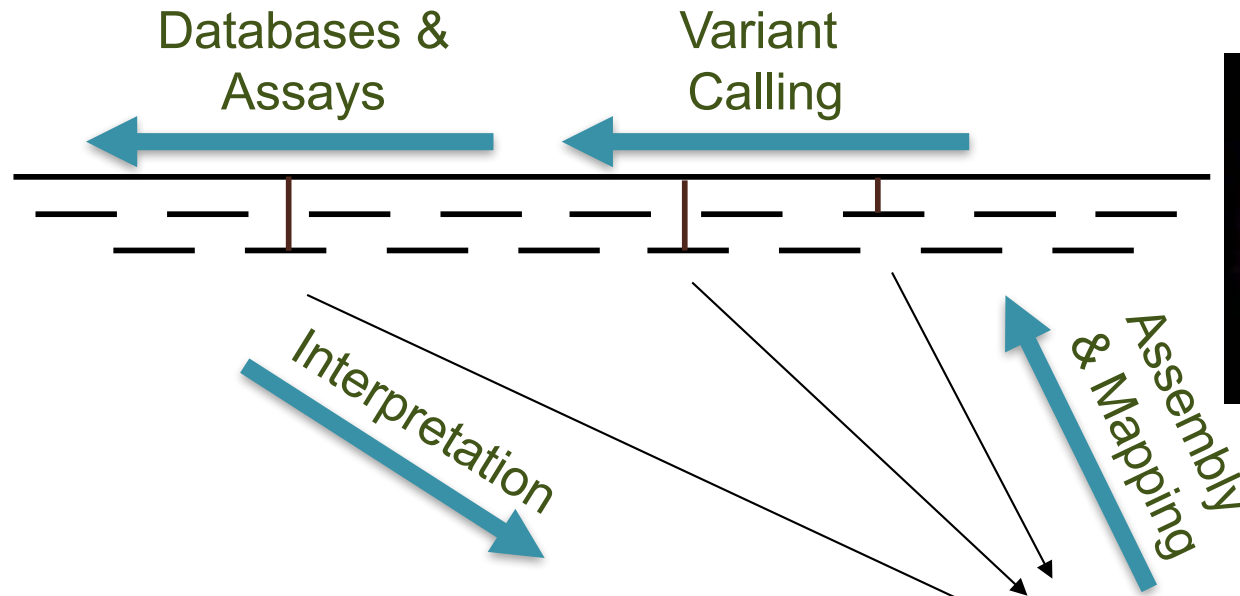 Databases &
Assays
Variant
Calling
Interpretation
Assembly
& Mapping